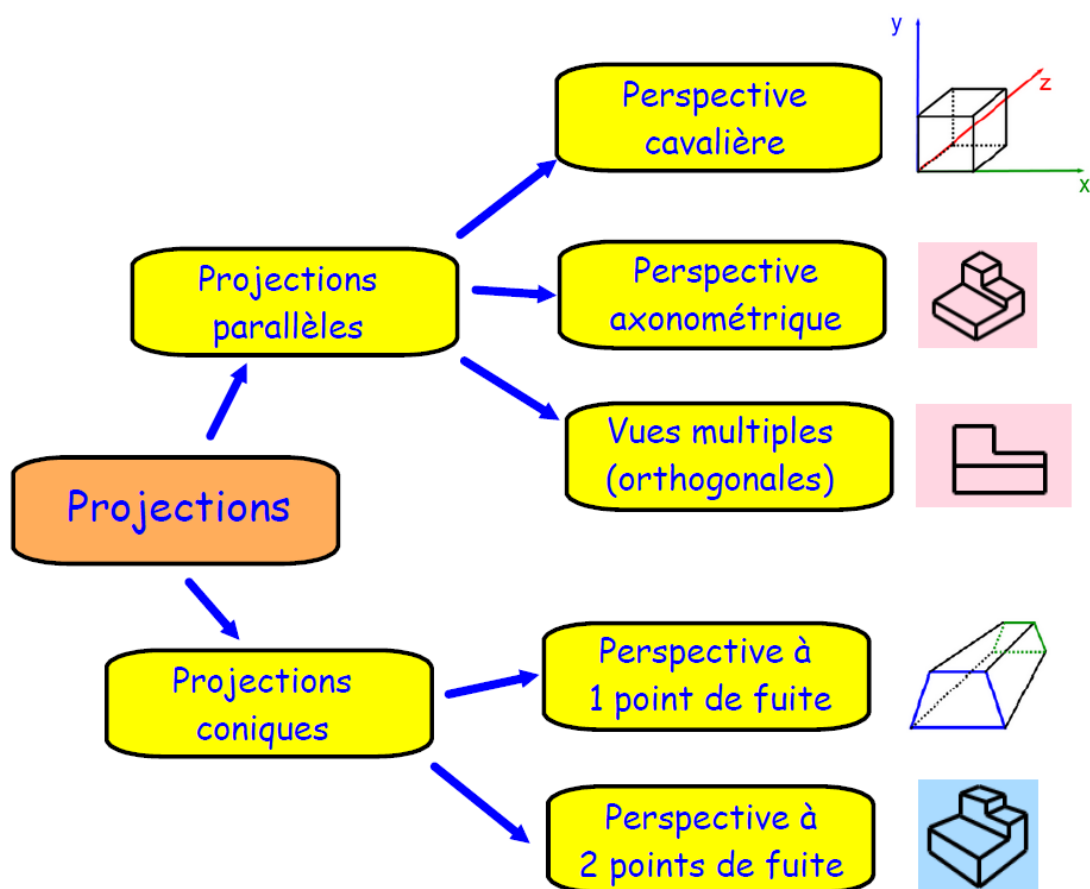 y
Perspective
cavalière
z
x
Projections
parallèles
Perspective
axonométrique
Vues multiples
(orthogonales)
Projections
Projections
coniques
Perspective à
1 point de fuite
Perspective à
2 points de fuite